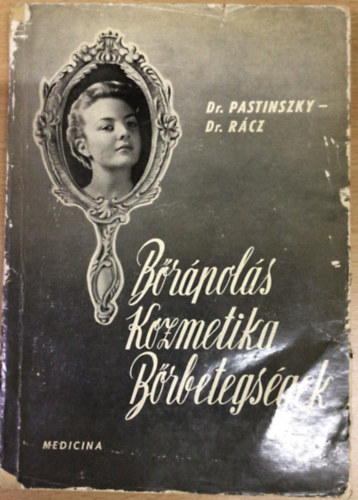 Dr. PASTINSZKY –
Dr. RÁCZ
Bőrápolás
Kozmetika
Bőrbetegségek
MEDICINA